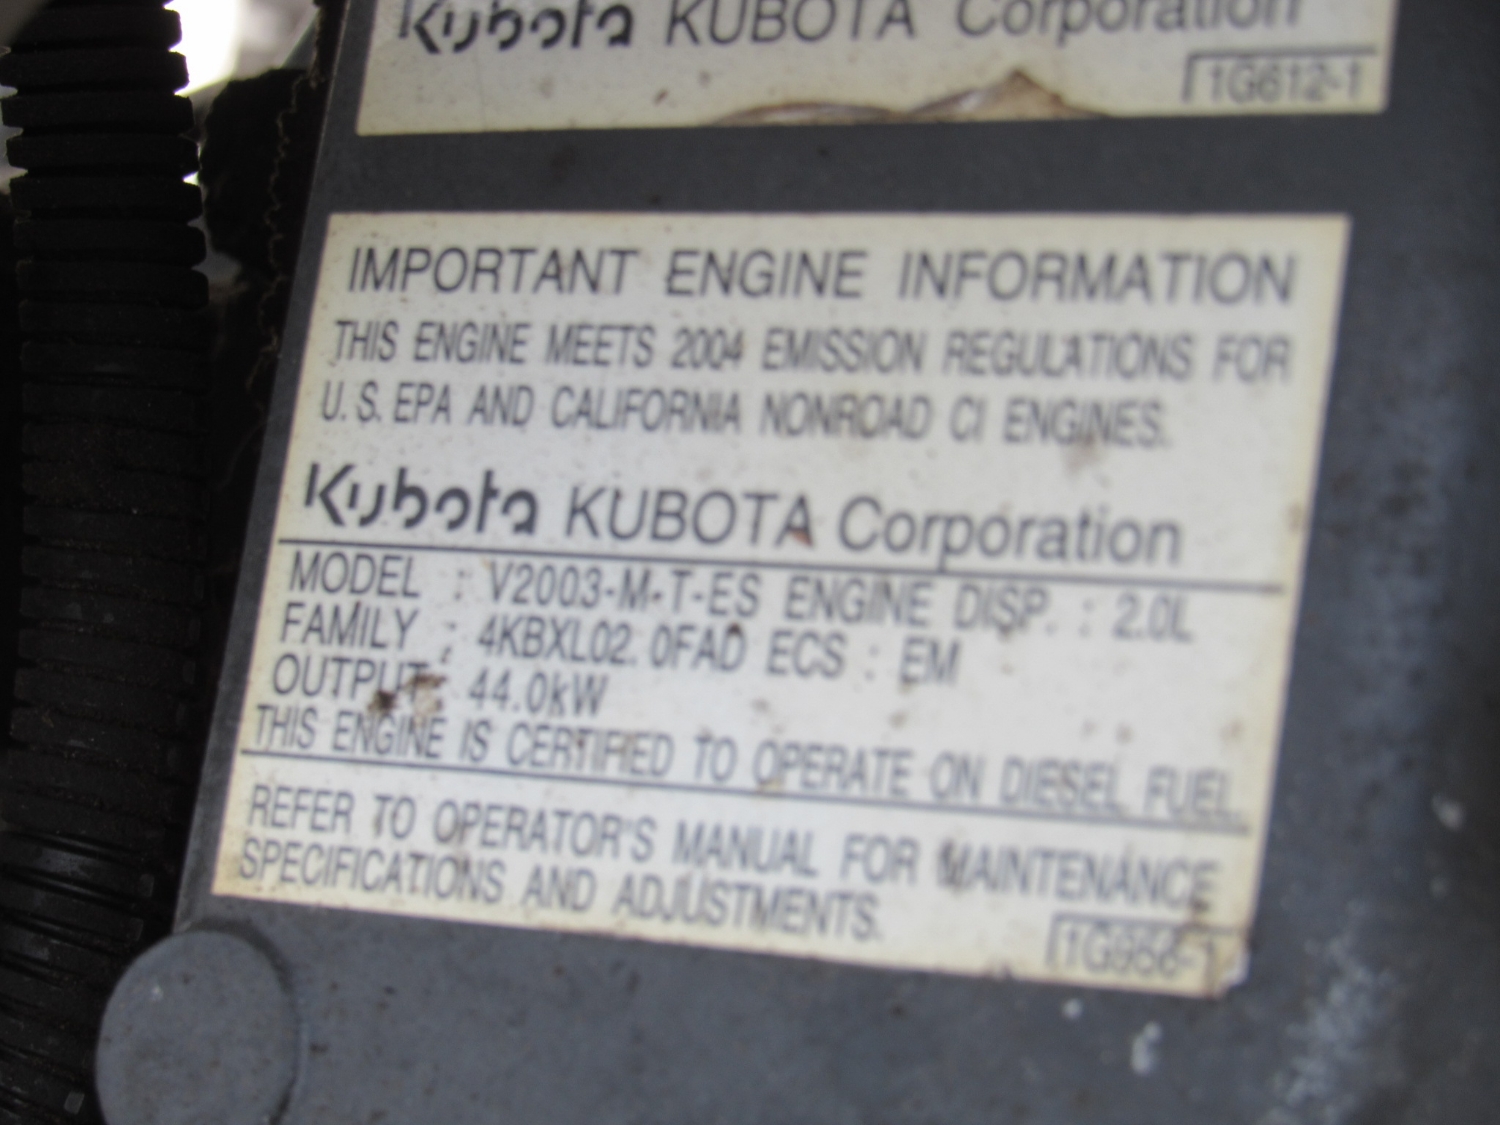 Kubota KUBOTA Corporation
1G612-1
IMPORTANT ENGINE INFORMATION
THIS ENGINE MEETS 2004 EMISSION REGULATIONS FOR
U.S. EPA AND CALIFORNIA NONROAD CI ENGINES.
Kubota KUBOTA Corporation
MODEL : V2003-M-T-ES ENGINE DISP. : 2.0L
FAMILY : 4KBXL02.0FAD ECS : EM
OUTPUT : 44.0kW
THIS ENGINE IS CERTIFIED TO OPERATE ON DIESEL FUEL.
REFER TO OPERATOR'S MANUAL FOR MAINTENANCE
SPECIFICATIONS AND ADJUSTMENTS.
1G956-1